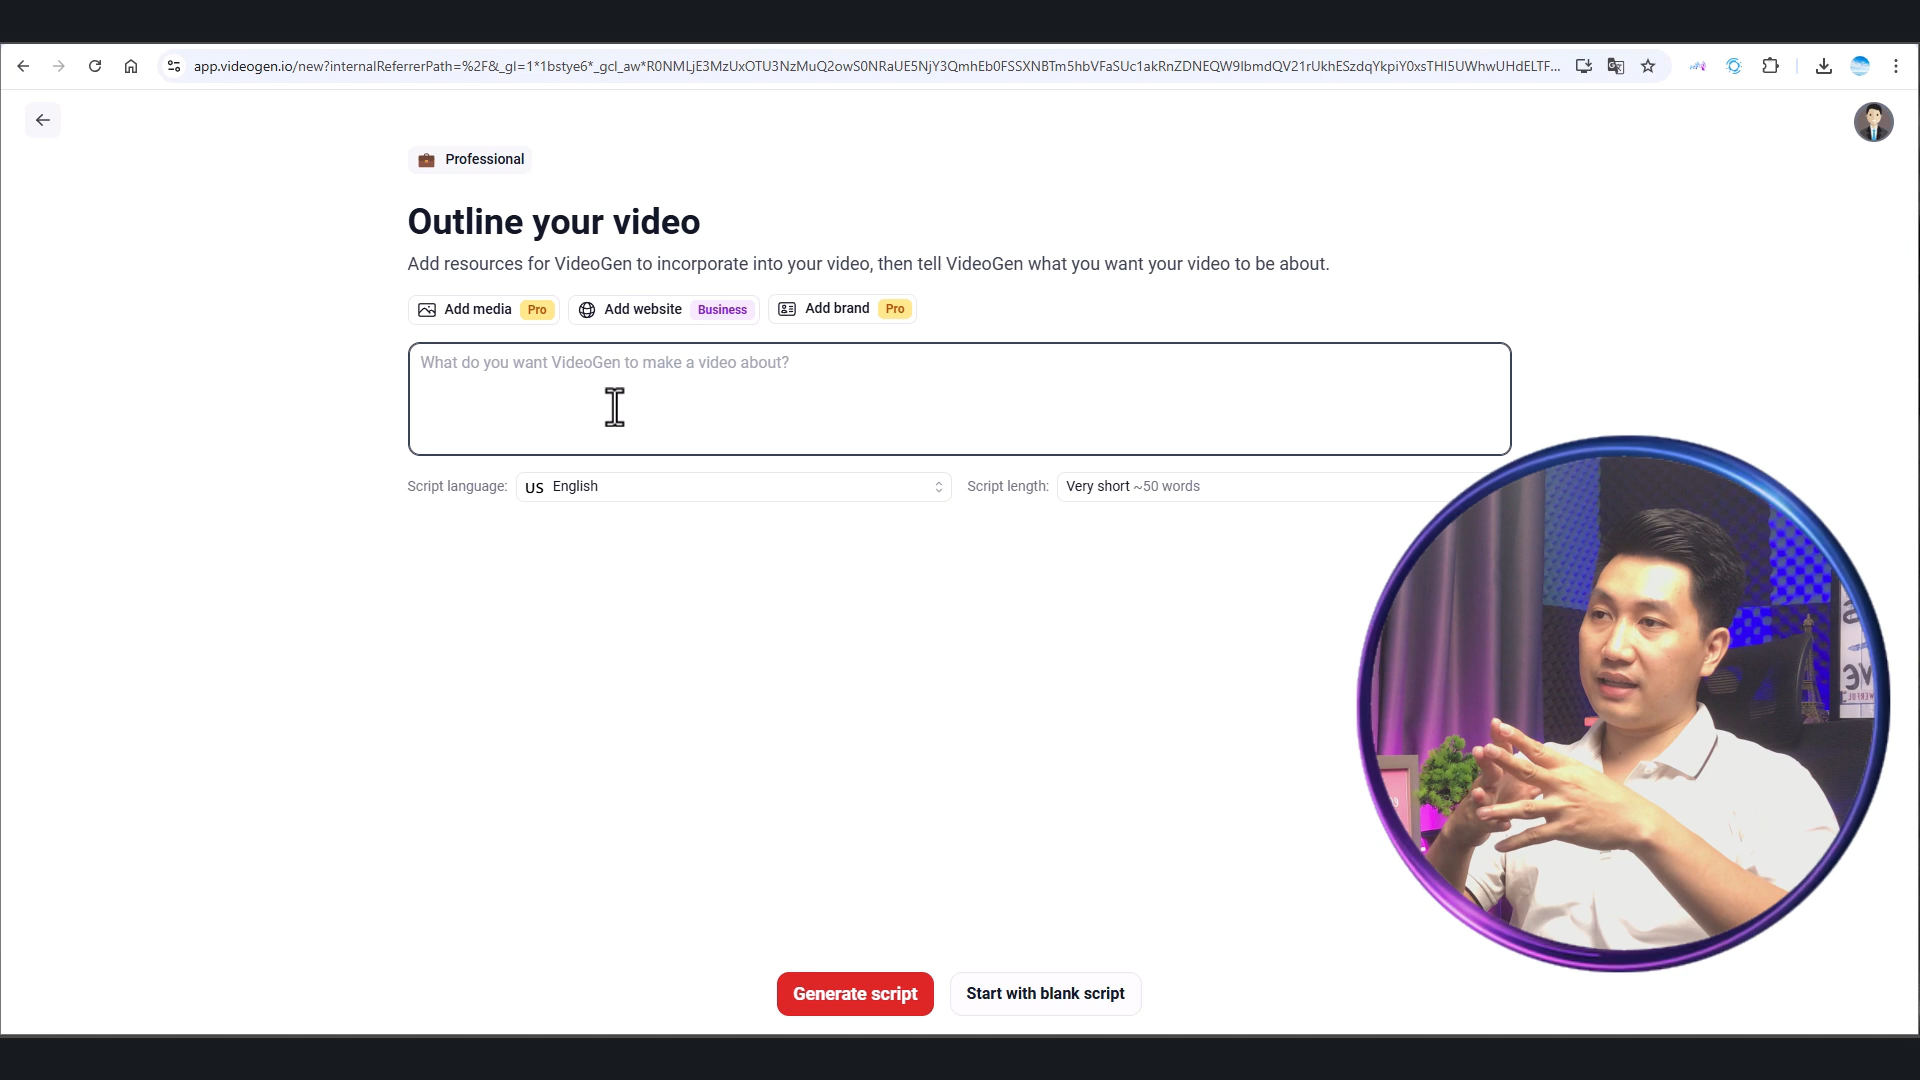 app.videogen.io/new?internalReferrerPath=%2F&_gl=1*1bstye6*_gcl_aw*R0NMLjE3MzUxOTU3NzMuQ2owS0NRaUE5NjY3QmhEb0FSSXNBTm5hbVFaSUc1akRnZDNEQW9lbmdQV21rUkhESzdqYkpiY0xsTHI5UWhwUHdELTF...
Professional
Outline your video
Add resources for VideoGen to incorporate into your video, then tell VideoGen what you want your video to be about.
Add media Pro Add website Business Add brand Pro
What do you want VideoGen to make a video about?
Script language: US English Script length: Very short ~50 words
Generate script Start with blank script